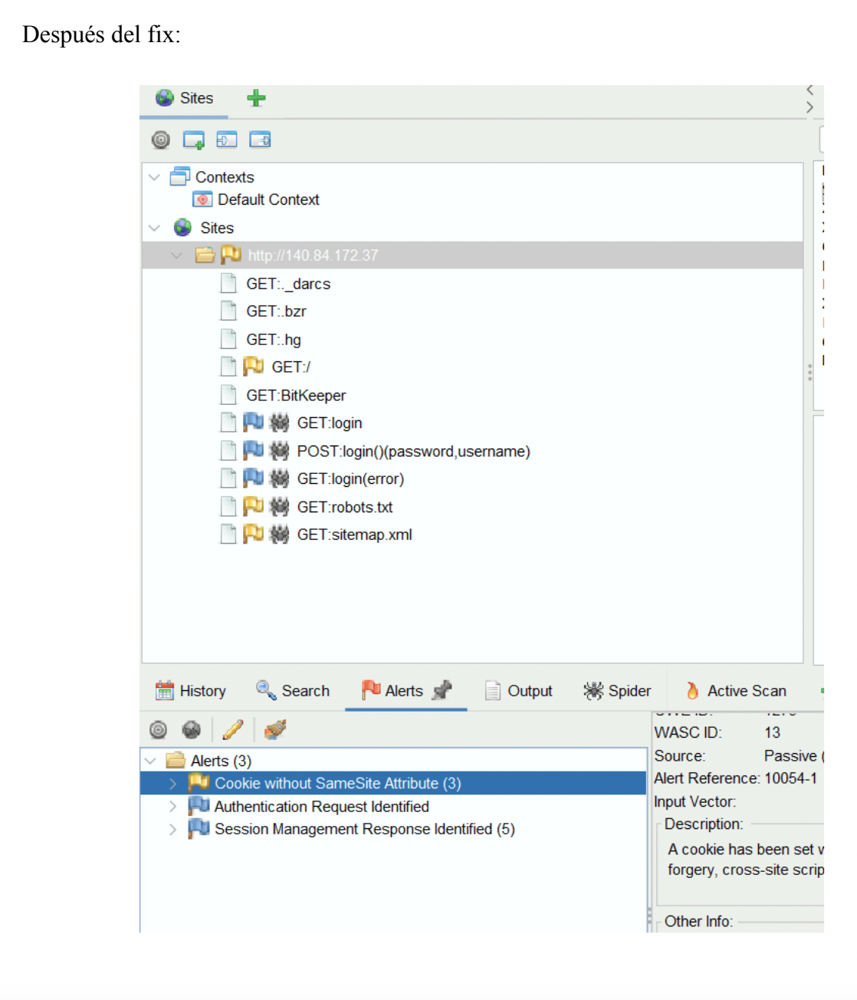 Después del fix:
Sites
Contexts
Default Context
Sites
http://140.84.172.37
GET:._darcs
GET:.bzr
GET:.hg
GET:/
GET:BitKeeper
GET:login
POST:login()(password,username)
GET:login(error)
GET:robots.txt
GET:sitemap.xml
History Search Alerts Output Spider Active Scan
WASC ID: 13
Source: Passive (
Alert Reference: 10054-1
Input Vector:
Description:
A cookie has been set
forgery, cross-site scrip
Other Info:
Alerts (3)
Cookie without SameSite Attribute (3)
Authentication Request Identified
Session Management Response Identified (5)